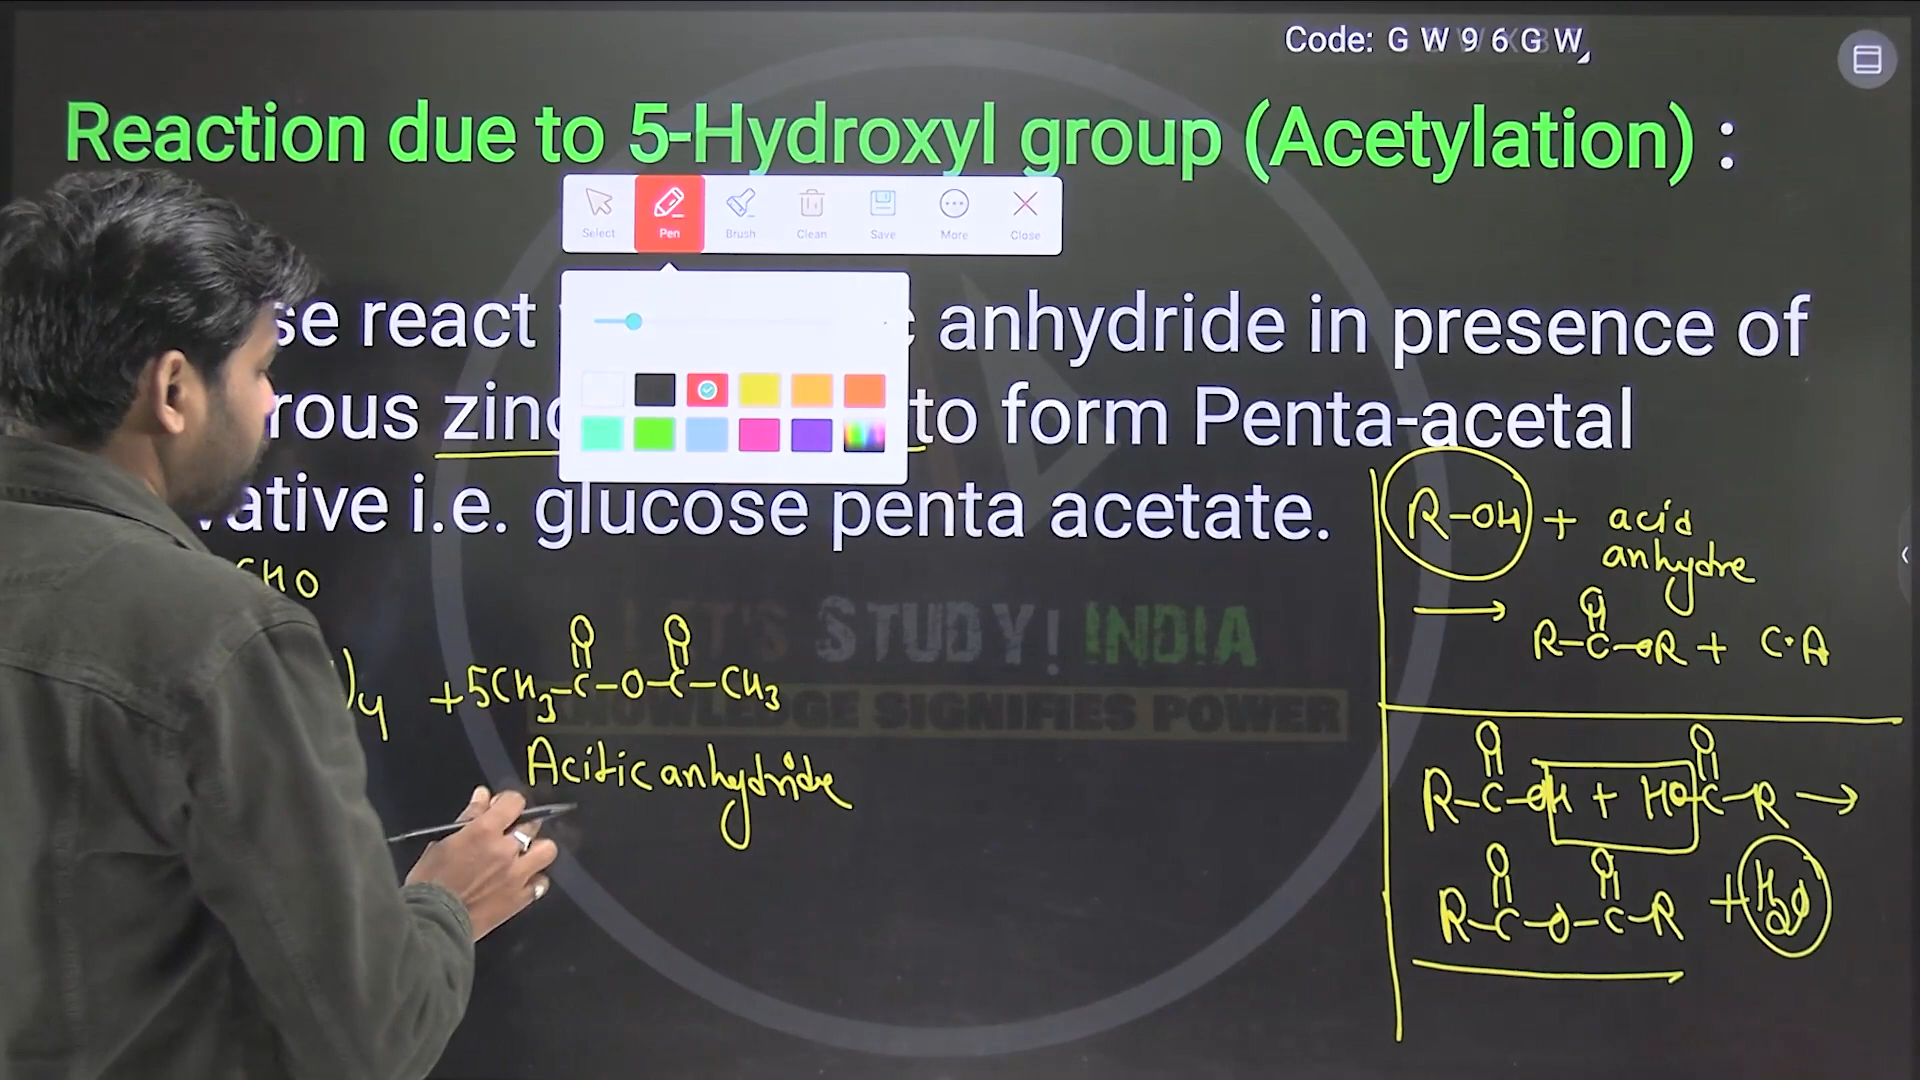 Code: G W 9 6 G W
Reaction due to 5-Hydroxyl group (Acetylation) :
Select Pen Brush Clean Save More Close
se react anhydride in presence of
rous zinc to form Penta-acetal
vative i.e. glucose penta acetate.
R-OH + acid
anhydre
CHO
O O
)4 +5CH3-C-O-C-CH3
Acitic anhydride
O
R-C-OR + C.A
O O
R-C-OH + HO-C-R →
O O
R-C-O-C-R + H2O
LET'S STUDY! INDIA
KNOWLEDGE SIGNIFIES POWER